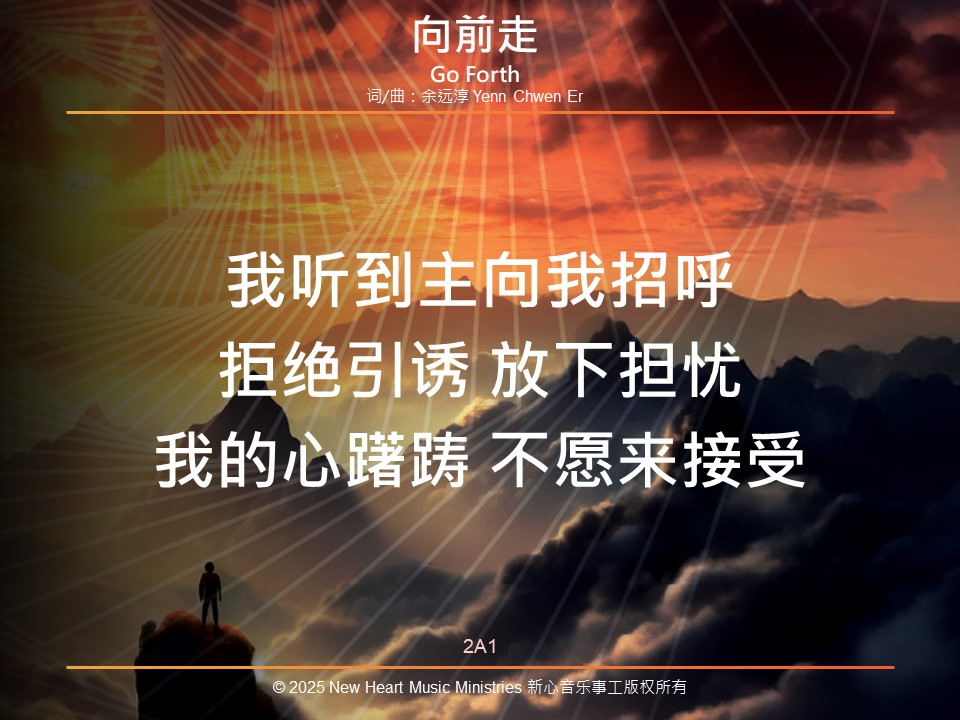 向前走
Go Forth
词/曲：余远淳 Yenn Chwen Er
我听到主向我招呼
拒绝引诱 放下担忧
我的心躇踌 不愿来接受
2A1
© 2025 New Heart Music Ministries 新心音乐事工版权所有